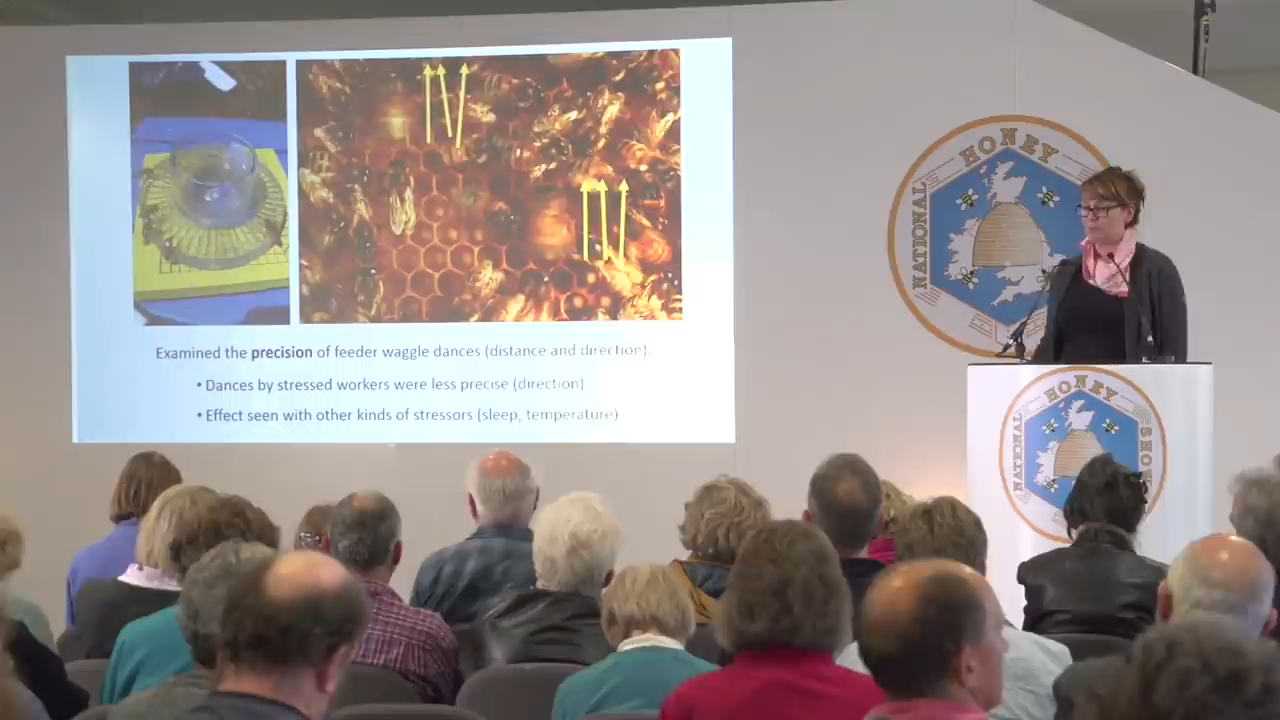 Examined the precision of feeder waggle dances (distance and direction).
• Dances by stressed workers were less precise (direction)
• Effect seen with other kinds of stressors (sleep, temperature)
NATIONAL
HONEY
NATIONAL
HONEY
SHOW